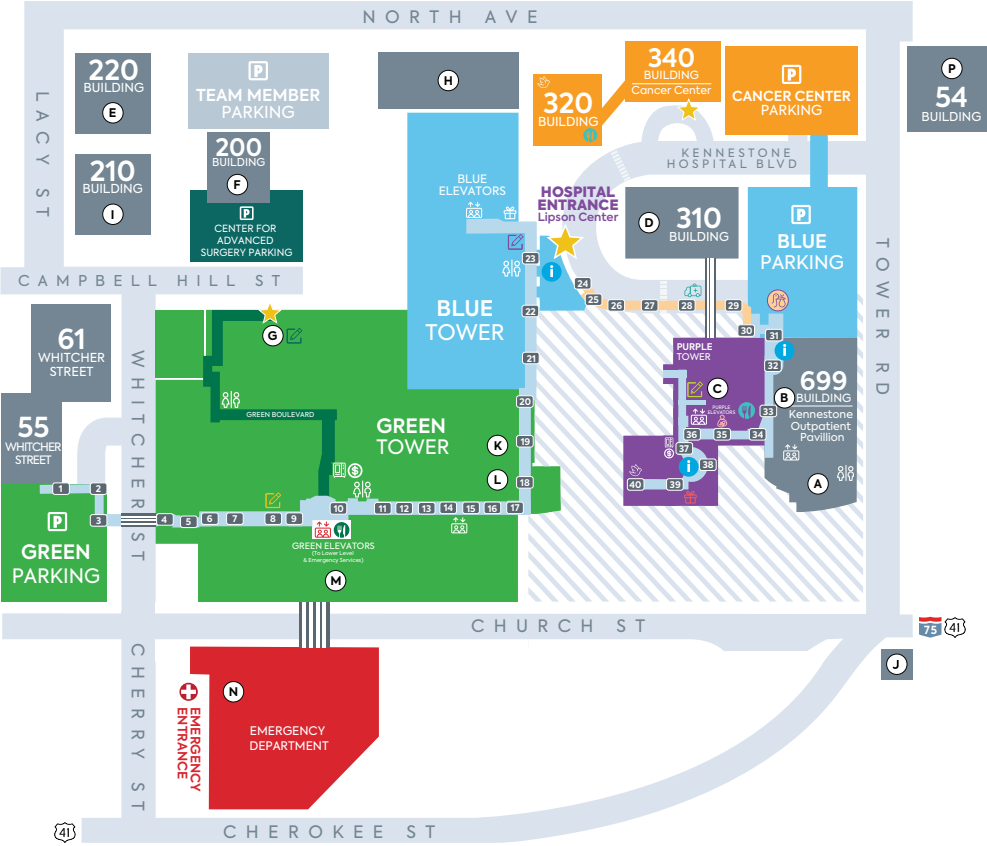 NORTH AVE
LACY ST
220
BUILDING
E
P
TEAM MEMBER
PARKING
H
320
BUILDING
340
BUILDING
Cancer Center
P
CANCER CENTER
PARKING
P
54
BUILDING
210
BUILDING
I
200
BUILDING
F
P
CENTER FOR
ADVANCED
SURGERY PARKING
BLUE
ELEVATORS
KENNESTONE
HOSPITAL BLVD
HOSPITAL
ENTRANCE
Lipson Center
D
310
BUILDING
P
BLUE
PARKING
TOWER RD
CAMPBELL HILL ST
23
i
24
25
26
27
28
29
30
31
i
32
33
BLUE
TOWER
22
21
20
19
18
61
WHITCHER
STREET
55
WHITCHER
STREET
WHITCHER ST
G
GREEN BOULEVARD
GREEN
TOWER
K
L
PURPLE
TOWER
C
PURPLE
ELEVATORS
B
699
BUILDING
Kennestone
Outpatient
Pavillion
A
34
35
36
37
i
38
39
40
$
$
1
2
3
4
5
6
7
8
9
10
11
12
13
14
15
16
17
P
GREEN
PARKING
GREEN ELEVATORS
(To Lower Level
& Emergency Services)
M
CHURCH ST
75
41
J
CHERRY ST
N
EMERGENCY
ENTRANCE
EMERGENCY
DEPARTMENT
41
CHEROKEE ST